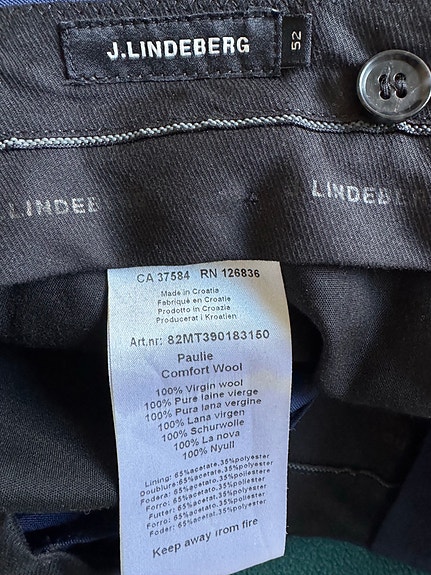 J.LINDEBERG
52
LINDEE
LINDEBE
CA 37584 RN 126836
Made in Croatia
Fabriqué en Croatie
Prodotto in Croazia
Producerat i Kroatien
Art.nr: 82MT390183150
Paulie
Comfort Wool
100% Virgin wool
100% Pure laine vierge
100% Pura lana vergine
100% Lana virgen
100% Schurwolle
100% La nova
100% Nyull
Lining: 65%acetate,35%polyester
Doublure:65%acetate,35%polyester
Fodera: 65%acetato,35%poliestere
Forro: 65%acetato,35%poliester
Futter: 65%acetat,35%polyester
Forro: 65%acetato,35%poliester
Foder: 65%acetat,35%polyester
Keep away from fire